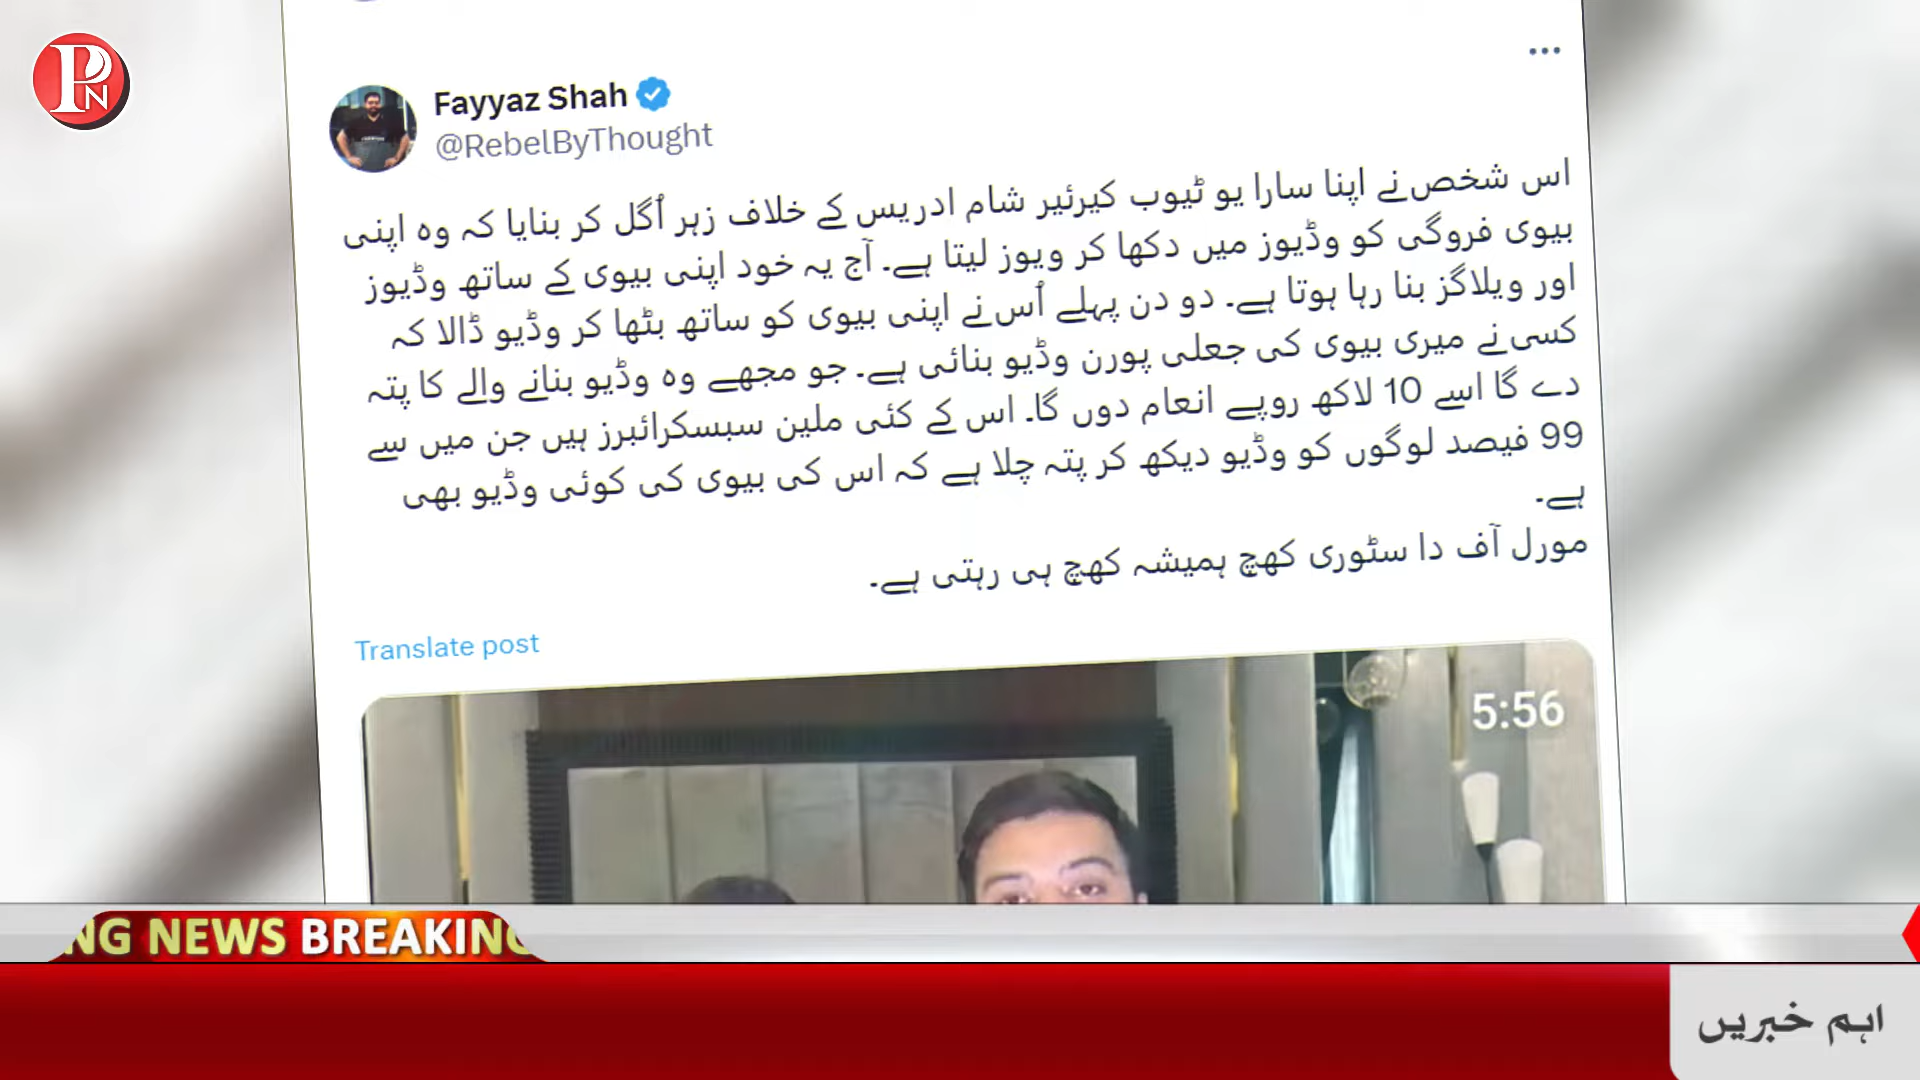 PN
Fayyaz Shah
@RebelByThought
اس شخص نے اپنا سارا یو ٹیوب کیرئیر شام ادریس کے خلاف زہر اُگل کر بنایا کہ وہ اپنی
بیوی فروگی کو وڈیوز میں دکھا کر ویوز لیتا ہے۔ آج یہ خود اپنی بیوی کے ساتھ وڈیوز
اور ویلاگز بنا رہا ہوتا ہے۔ دو دن پہلے اُس نے اپنی بیوی کو ساتھ بٹھا کر وڈیو ڈالا کہ
کسی نے میری بیوی کی جعلی پورن وڈیو بنائی ہے۔ جو مجھے وہ وڈیو بنانے والے کا پتہ
دے گا اسے 10 لاکھ روپے انعام دوں گا۔ اس کے کئی ملین سبسکرائبرز ہیں جن میں سے
99 فیصد لوگوں کو وڈیو دیکھ کر پتہ چلا ہے کہ اس کی بیوی کی کوئی وڈیو بھی
ہے۔
مورل آف دا سٹوری کھچ ہمیشہ کھچ ہی رہتی ہے۔
Translate post
5:56
NG NEWS BREAKING
اہم خبریں